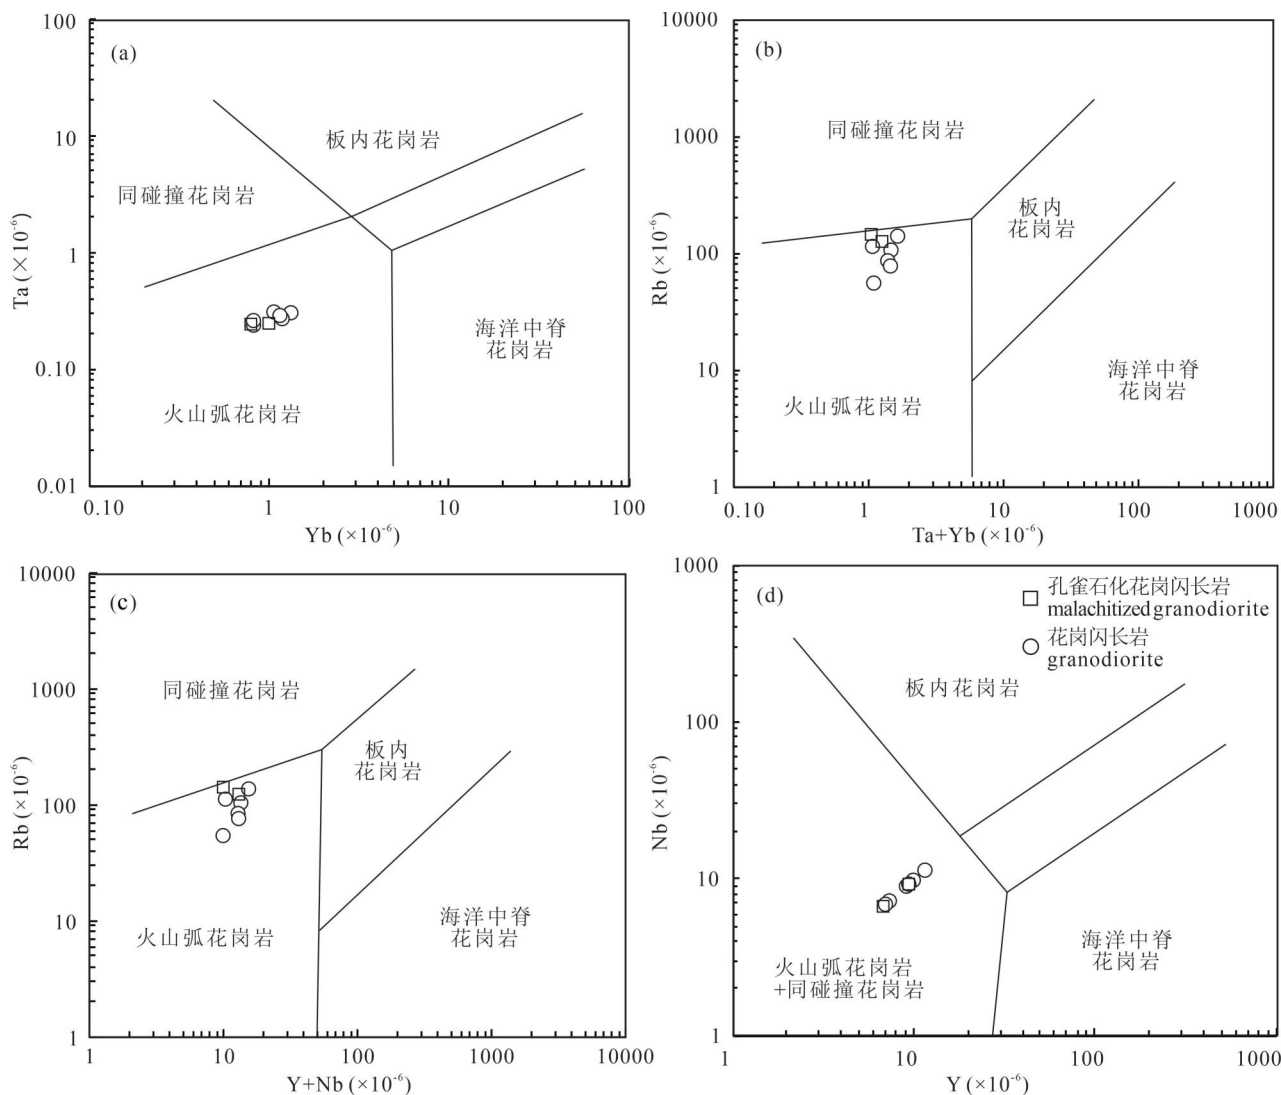 (a)
100
10
1
0.10
0.01
Ta (×10⁻⁶)
板内花岗岩
同碰撞花岗岩
海洋中脊
花岗岩
火山弧花岗岩
0.10
1
10
100
Yb (×10⁻⁶)
(b)
10000
1000
100
10
1
Rb (×10⁻⁶)
同碰撞花岗岩
板内
花岗岩
海洋中脊
花岗岩
火山弧花岗岩
0.10
1
10
100
1000
Ta+Yb (×10⁻⁶)
(c)
10000
1000
100
10
1
Rb (×10⁻⁶)
同碰撞花岗岩
板内
花岗岩
海洋中脊
花岗岩
火山弧花岗岩
1
10
100
1000
10000
Y+Nb (×10⁻⁶)
(d)
1000
100
10
1
Nb (×10⁻⁶)
孔雀石化花岗闪长岩
malachitized granodiorite
花岗闪长岩
granodiorite
板内花岗岩
海洋中脊
花岗岩
火山弧花岗岩
+同碰撞花岗岩
1
10
100
1000
Y (×10⁻⁶)